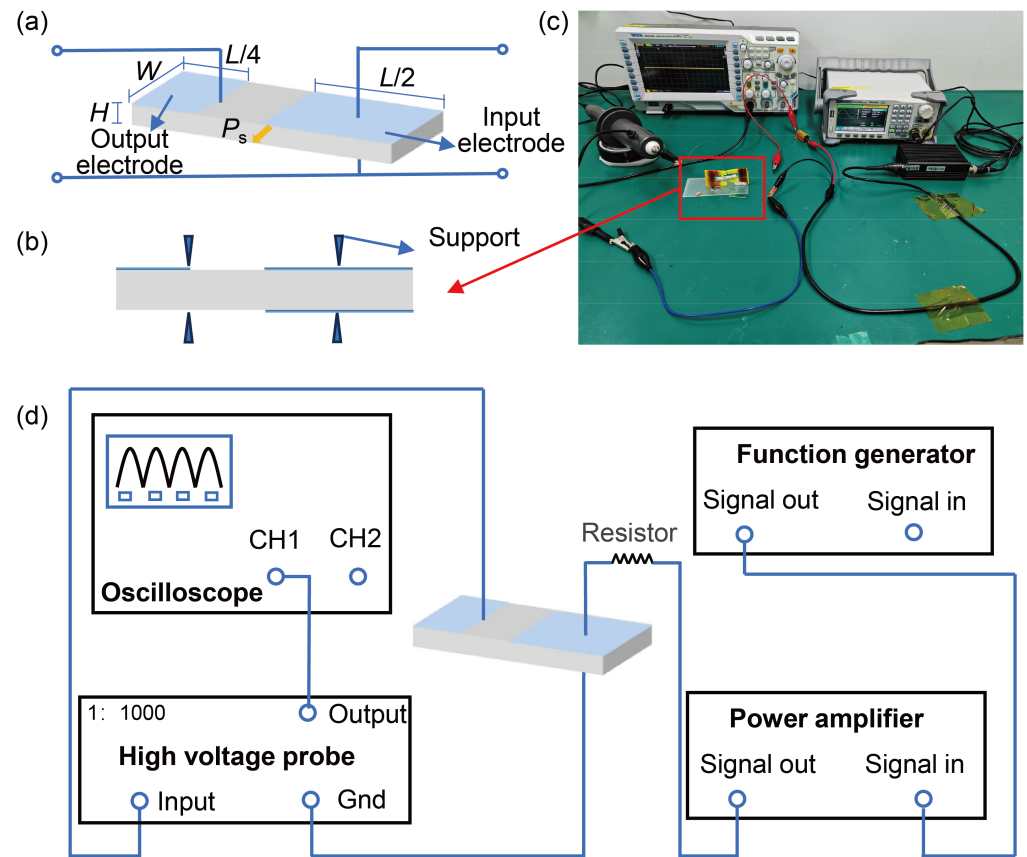 (a)
W
L/4
L/2
H
Output
electrode
Ps
Input
electrode
(b)
Support
(c)
(d)
CH1
CH2
Oscilloscope
Resistor
Function generator
Signal out
Signal in
1: 1000
Output
High voltage probe
Input
Gnd
Power amplifier
Signal out
Signal in